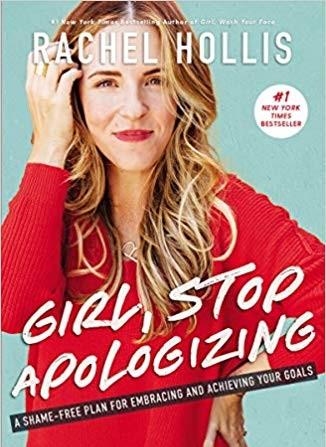 #1 New York Times Bestselling Author of Girl, Wash Your Face
RACHEL HOLLIS
#1
NEW YORK
TIMES
BESTSELLER
GIRL, STOP
APOLOGIZING
A SHAME-FREE PLAN FOR EMBRACING AND ACHIEVING YOUR GOALS